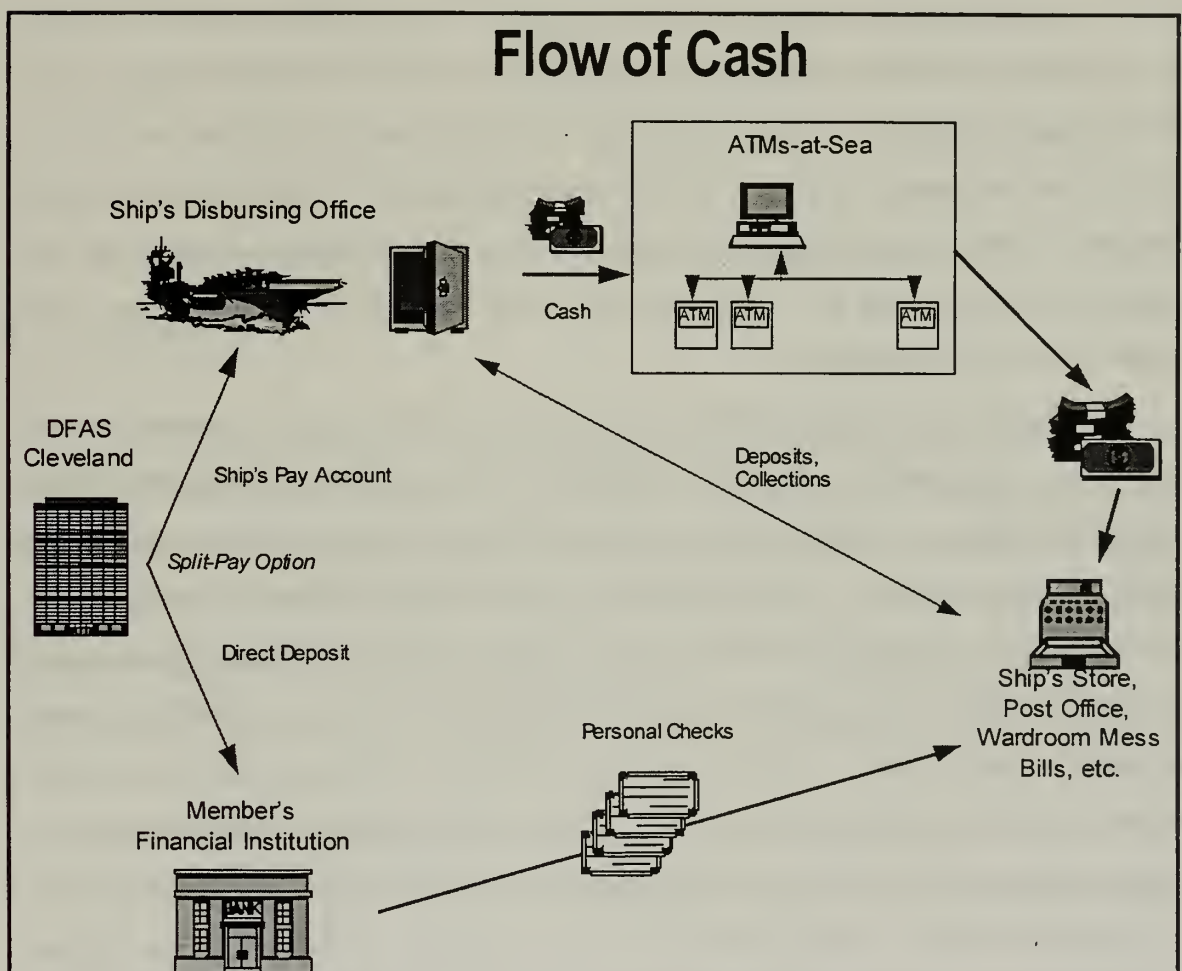 Flow of Cash
ATMs-at-Sea
Ship's Disbursing Office
Cash
ATM
ATM
ATM
DFAS
Cleveland
Ship's Pay Account
Deposits,
Collections
Split-Pay Option
Direct Deposit
Ship's Store,
Post Office,
Wardroom Mess
Bills, etc.
Personal Checks
Member's
Financial Institution
BANK